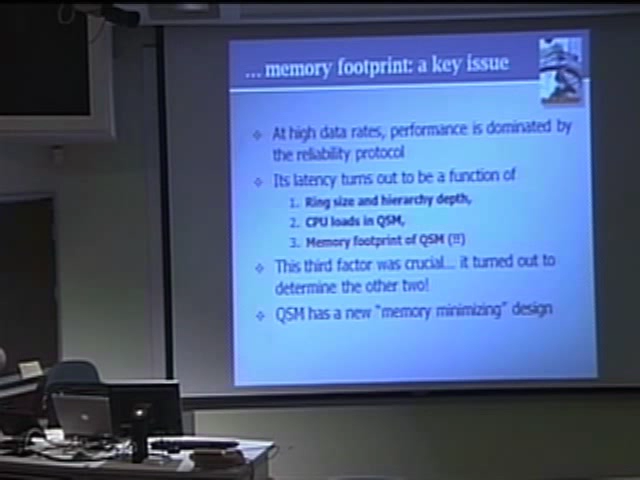 ... memory footprint: a key issue
❖ At high data rates, performance is dominated by
the reliability protocol
❖ Its latency turns out to be a function of
1. Ring size and hierarchy depth,
2. CPU loads in QSM,
3. Memory footprint of QSM (!!)
❖ This third factor was crucial... it turned out to
determine the other two!
❖ QSM has a new “memory minimizing” design